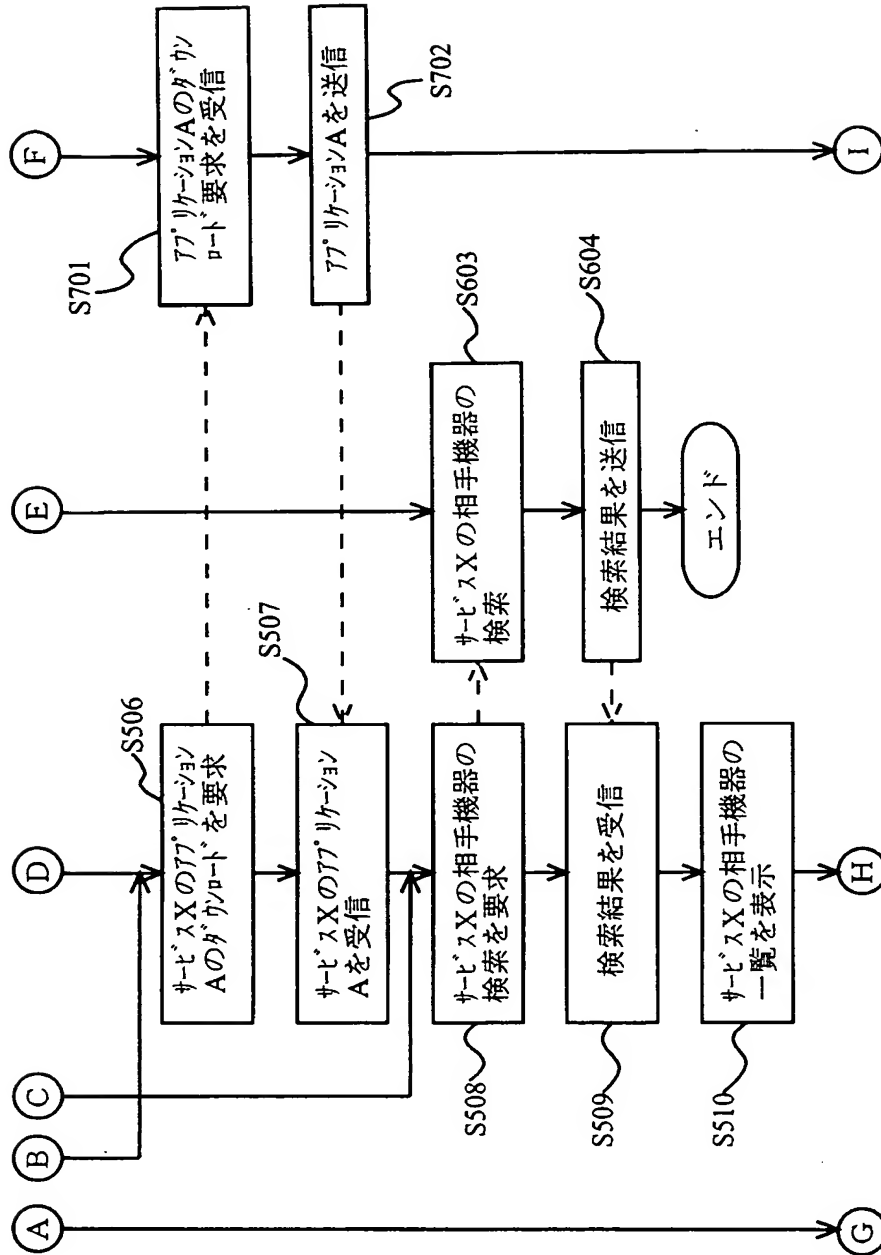 A
B
C
D
E
F
サービスXのアプリケーション
Aのダウンロードを要求
S506
アプリケーションAのダウン
ロード要求を受信
S701
サービスXのアプリケーション
Aを受信
S507
アプリケーションAを送信
S702
サービスXの相手機器の
検索を要求
S508
サービスXの相手機器の
検索
S603
検索結果を受信
S509
検索結果を送信
S604
サービスXの相手機器の
一覧を表示
S510
エンド
G
H
I